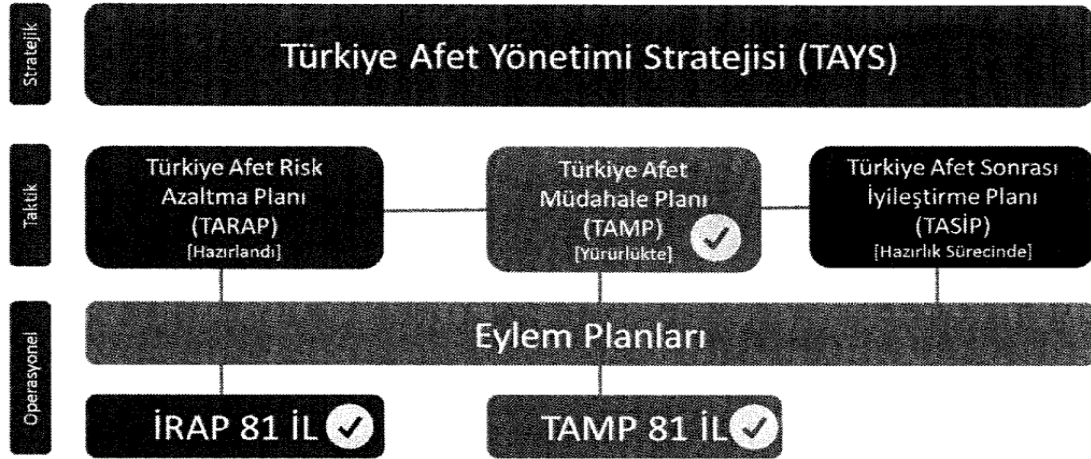 Stratejik
Türkiye Afet Yönetimi Stratejisi (TAYS)
Taktik
Türkiye Afet Risk
Azaltma Planı
(TARAP)
[Hazırlandı]
Türkiye Afet
Müdahale Planı
(TAMP)
[Yürürlükte]
Türkiye Afet Sonrası
İyileştirme Planı
(TASİP)
[Hazırlık Sürecinde]
Operasyonel
Eylem Planları
İRAP 81 İL
TAMP 81 İL